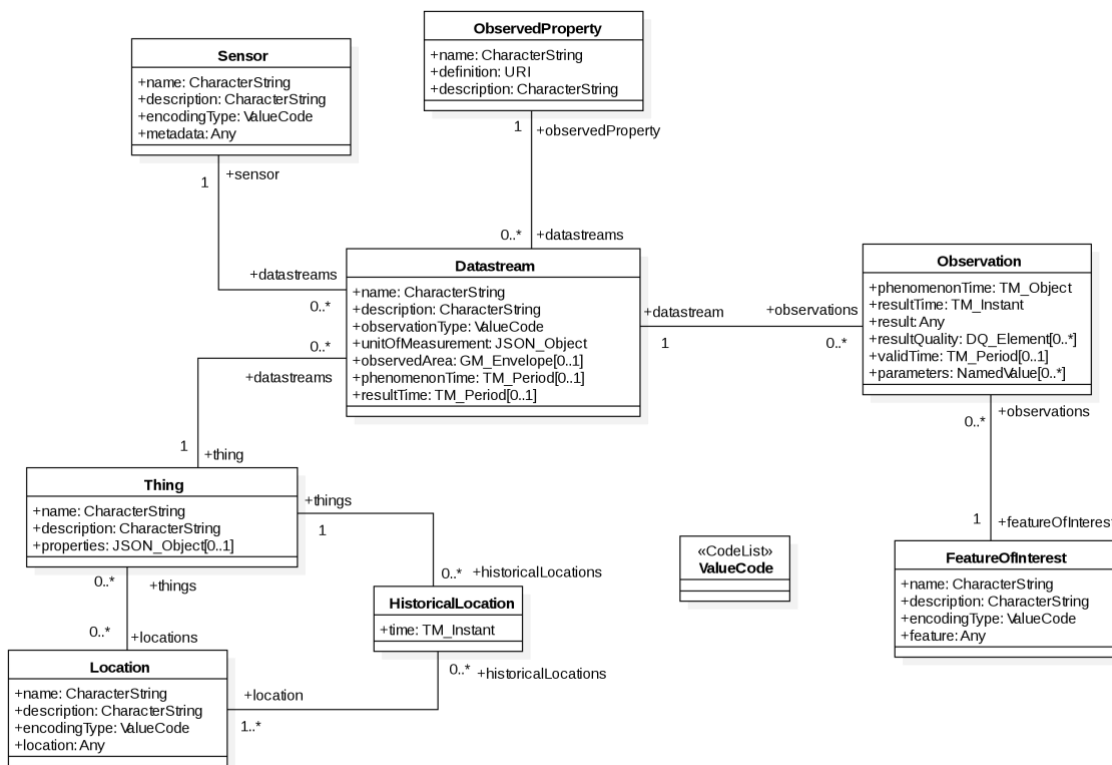 ObservedProperty
+name: CharacterString
+definition: URI
+description: CharacterString
Sensor
+name: CharacterString
+description: CharacterString
+encodingType: ValueCode
+metadata: Any
1
+observedProperty
1
+sensor
0..*
+datastreams
+datastreams
0..*
Datastream
+name: CharacterString
+description: CharacterString
+observationType: ValueCode
+unitOfMeasurement: JSON_Object
+observedArea: GM_Envelope[0..1]
+phenomenonTime: TM_Period[0..1]
+resultTime: TM_Period[0..1]
+datastream
1
+observations
0..*
Observation
+phenomenonTime: TM_Object
+resultTime: TM_Instant
+result: Any
+resultQuality: DQ_Element[0..*]
+validTime: TM_Period[0..1]
+parameters: NamedValue[0..*]
0..*
+datastreams
1
+thing
0..*
+observations
1
+featureOfInterest
Thing
+name: CharacterString
+description: CharacterString
+properties: JSON_Object[0..1]
+things
1
0..*
+historicalLocations
HistoricalLocation
+time: TM_Instant
0..*
+historicalLocations
«CodeList»
ValueCode
FeatureOfInterest
+name: CharacterString
+description: CharacterString
+encodingType: ValueCode
+feature: Any
0..*
+things
0..*
+locations
Location
+name: CharacterString
+description: CharacterString
+encodingType: ValueCode
+location: Any
+location
1..*